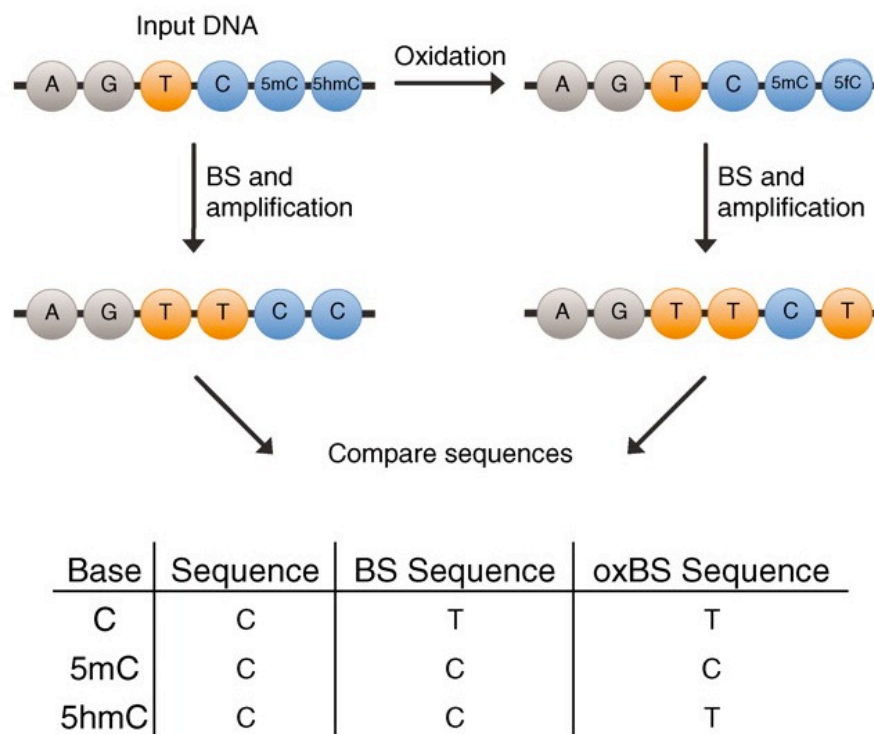 Input DNA
Oxidation
A G T C 5mC 5hmC
A G T C 5mC 5fC
BS and
amplification
BS and
amplification
A G T T C C
A G T T C T
Compare sequences
Base Sequence BS Sequence oxBS Sequence
C C T T
5mC C C C
5hmC C C T